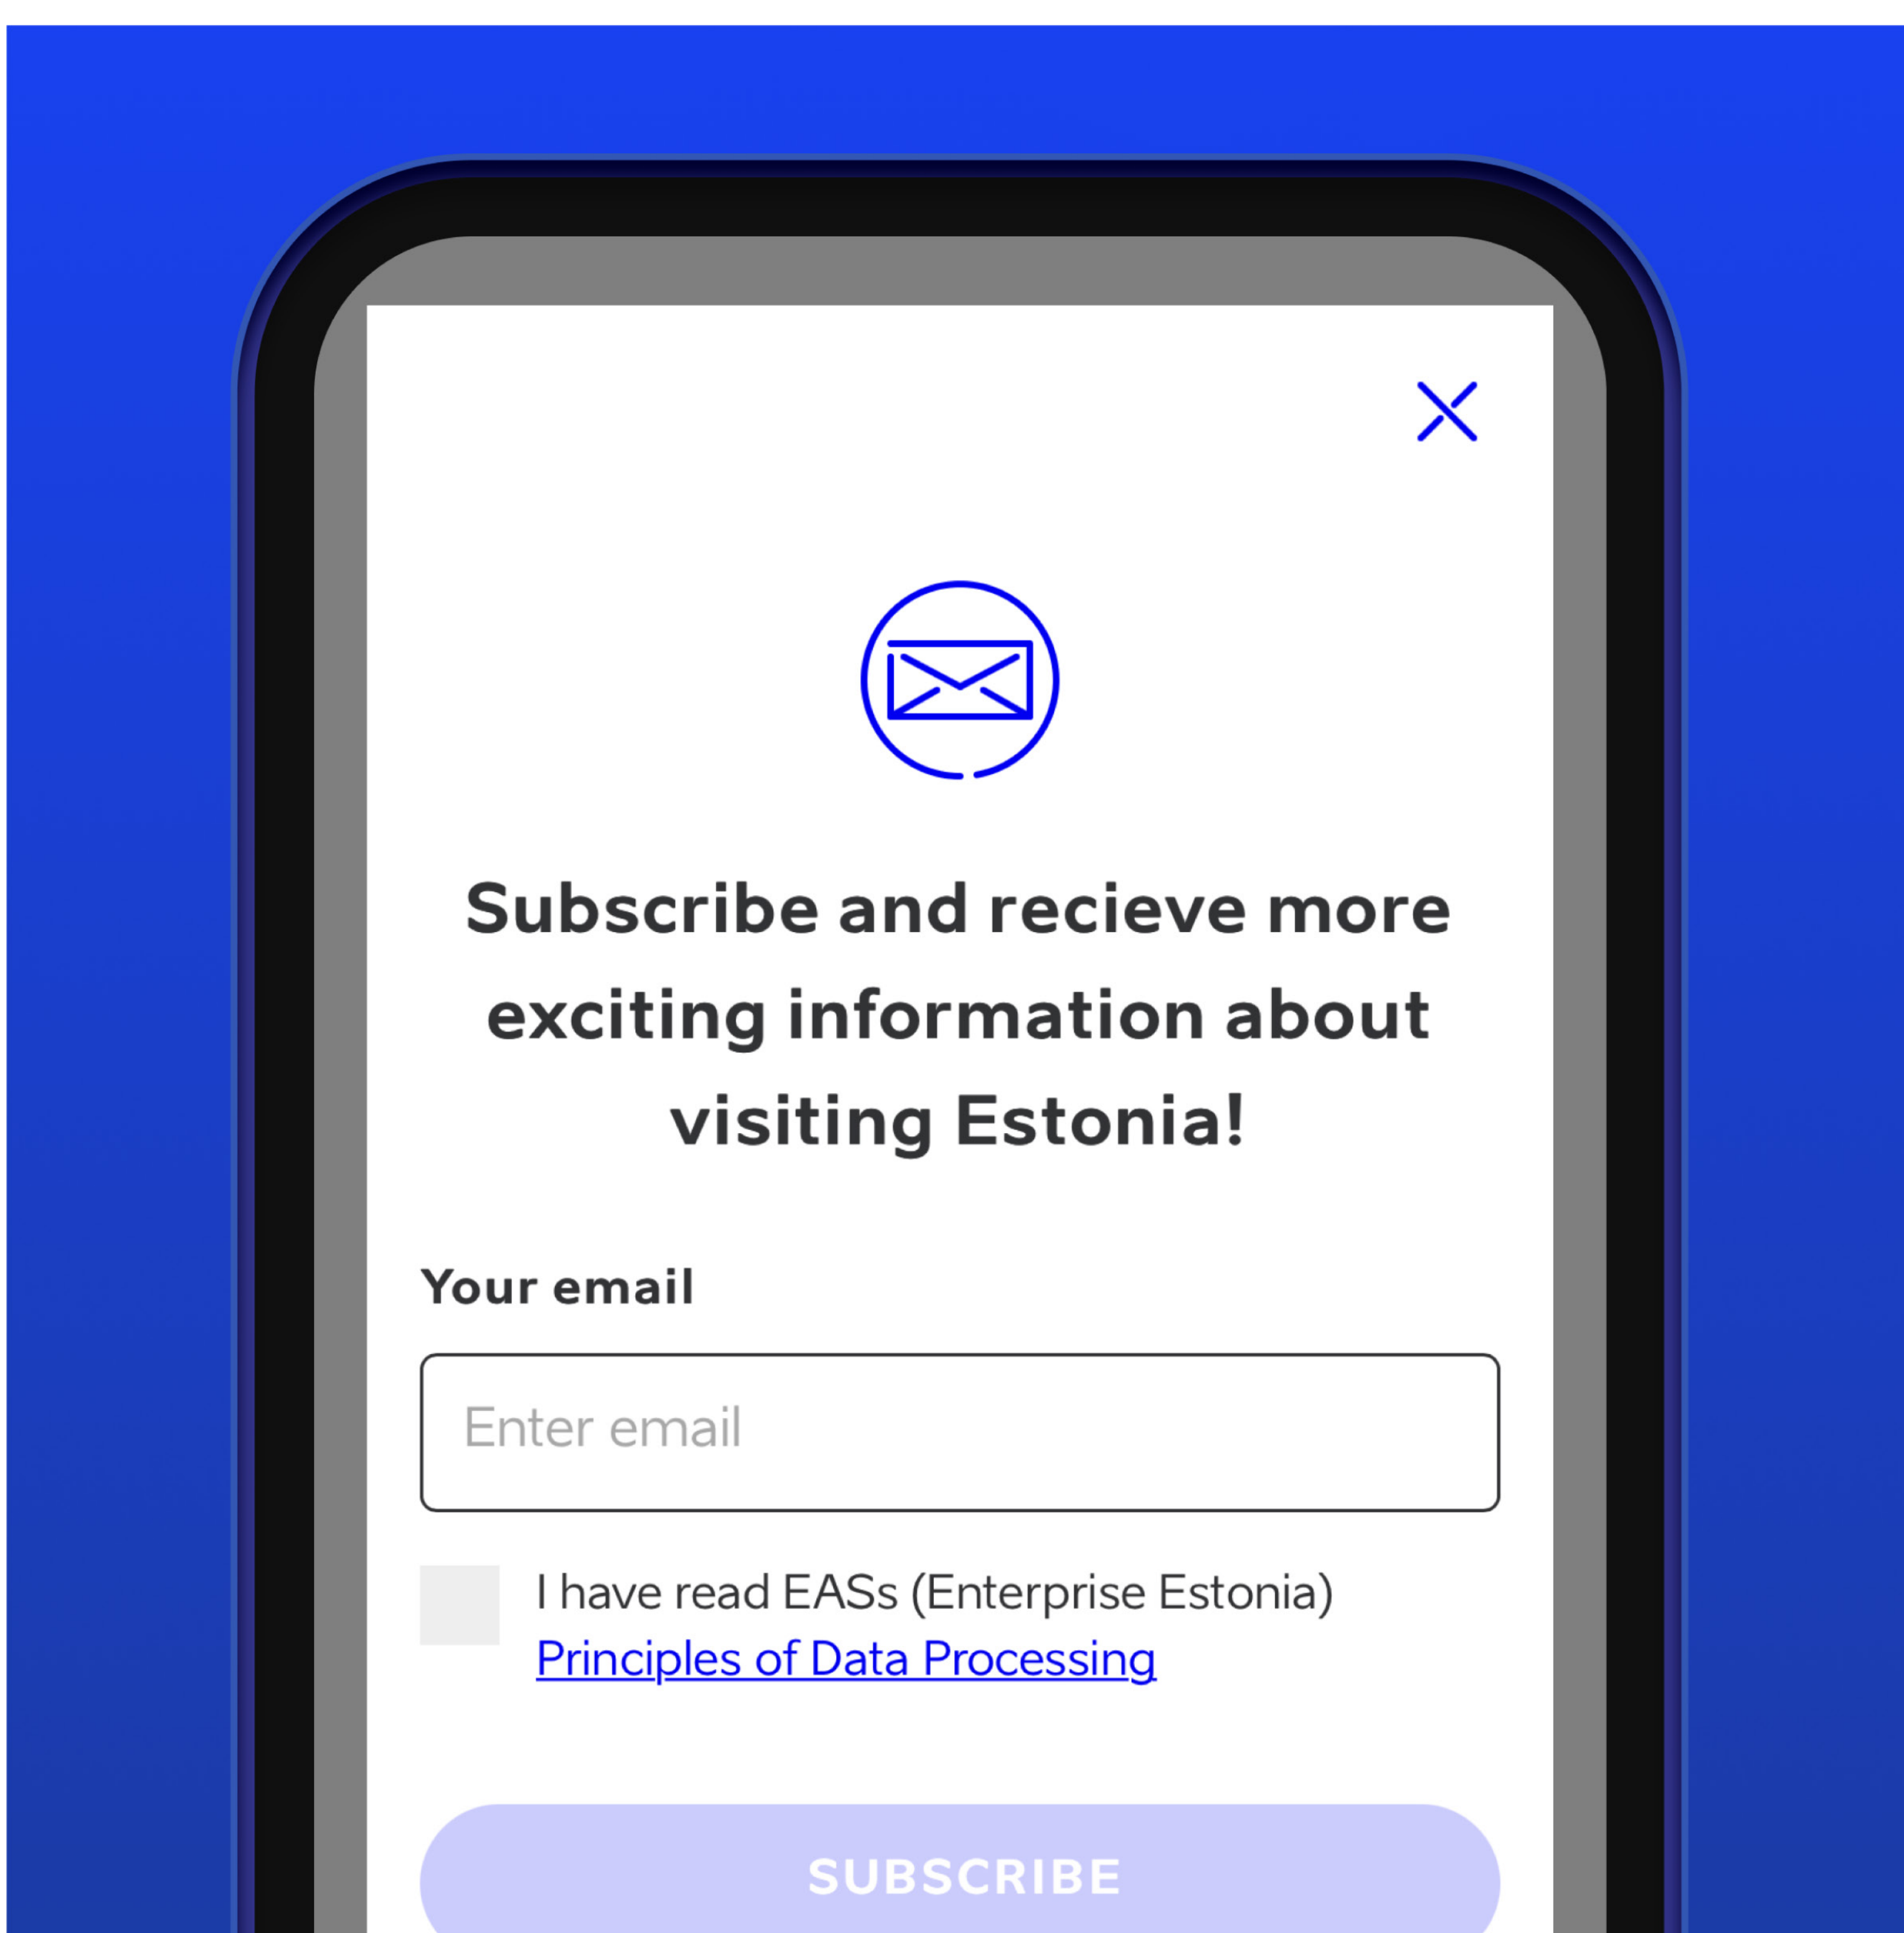 Subscribe and recieve more
exciting information about
visiting Estonia!
Your email
Enter email
I have read EASs (Enterprise Estonia)
Principles of Data Processing
SUBSCRIBE